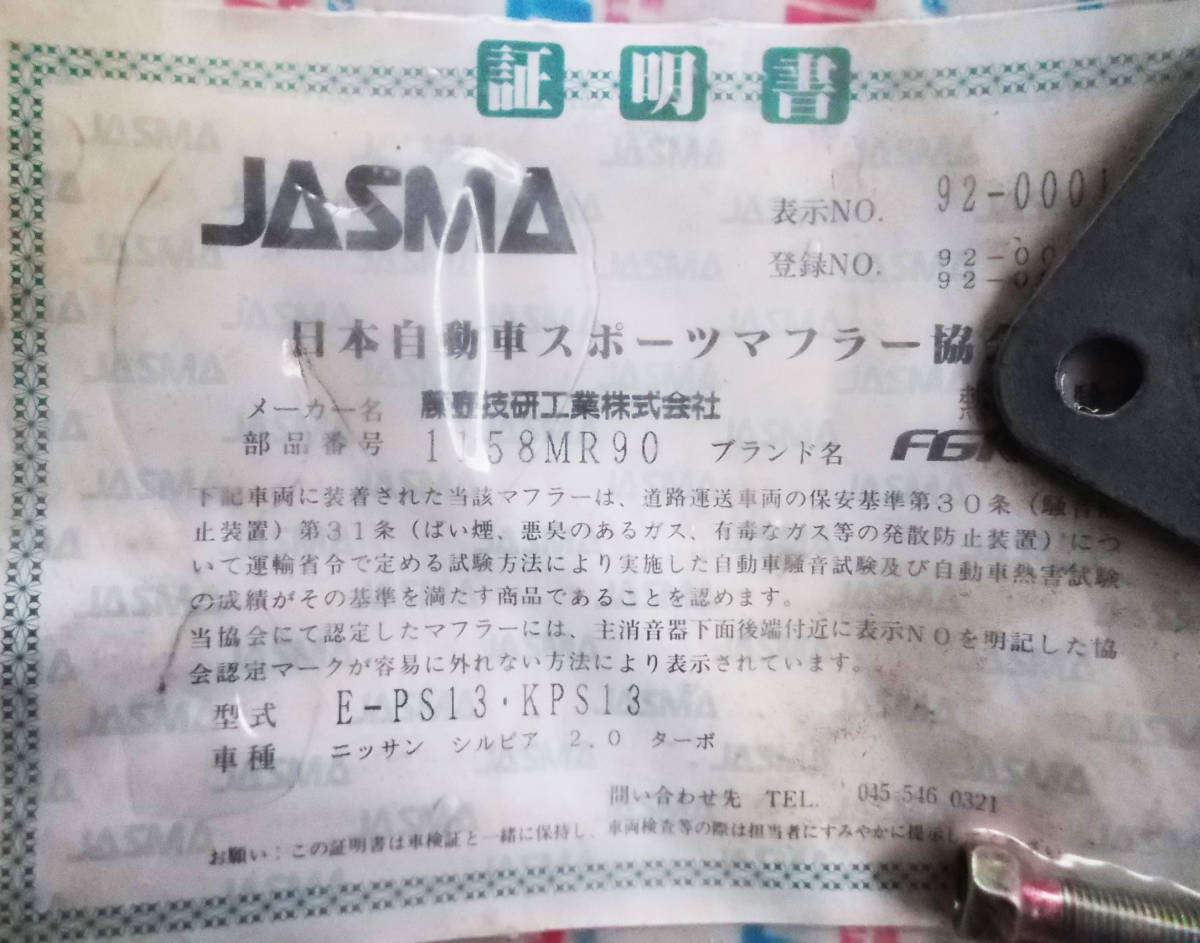 証明書
JASMA
表示NO. 92-0001
登録NO. 92-00
92-0
日本自動車スポーツマフラー協会
メーカー名 藤壺技研工業株式会社
部品番号 1158MR90 ブランド名 FGK
下記車両に装着された当該マフラーは、道路運送車両の保安基準第30条（騒音
止装置）第31条（ばい煙、悪臭のあるガス、有毒なガス等の発散防止装置）につ
いて運輸省令で定める試験方法により実施した自動車騒音試験及び自動車熱害試験
の成績がその基準を満たす商品であることを認めます。
当協会にて認定したマフラーには、主消音器下面後端付近に表示NOを明記した協
会認定マークが容易に外れない方法により表示されています。
型式 E-PS13・KPS13
車種 ニッサン シルビア 2.0 ターボ
問い合わせ先 TEL. 045 546 0321
お願い：この証明書は車検証と一緒に保持し、車両検査等の際は担当者にすみやかに提示し